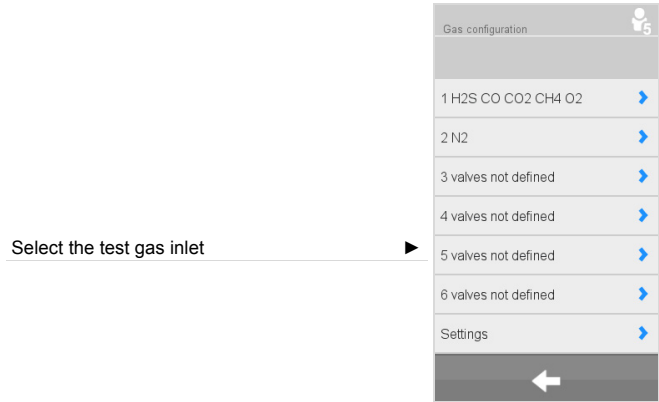 Gas configuration
5
1 H2S CO CO2 CH4 O2
2 N2
3 valves not defined
4 valves not defined
Select the test gas inlet ►
5 valves not defined
6 valves not defined
Settings